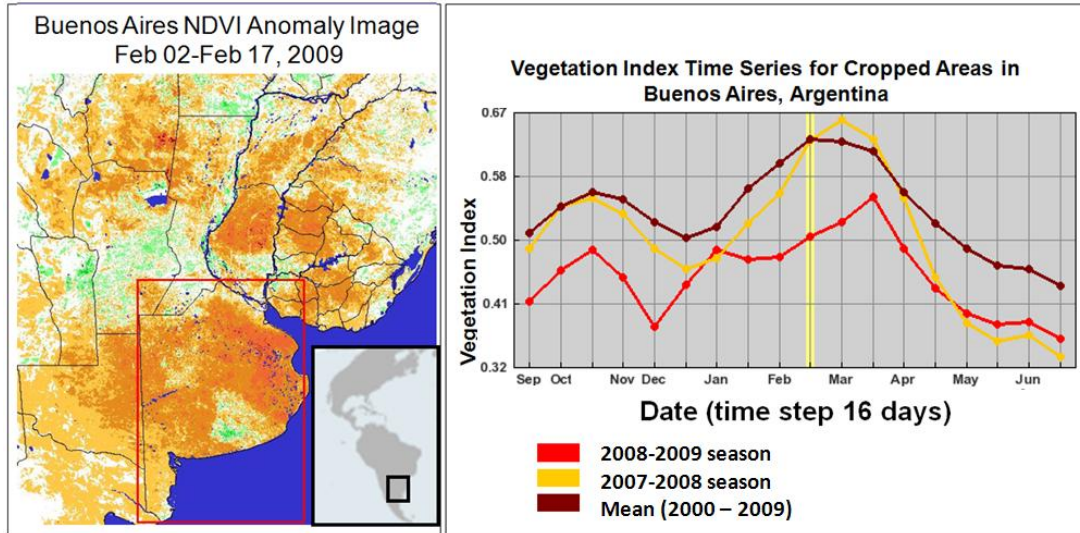 Buenos Aires NDVI Anomaly Image
Feb 02-Feb 17, 2009
Vegetation Index Time Series for Cropped Areas in
Buenos Aires, Argentina
Vegetation Index
0.67
0.58
0.50
0.41
0.32
Sep Oct Nov Dec Jan Feb Mar Apr May Jun
Date (time step 16 days)
2008-2009 season
2007-2008 season
Mean (2000 – 2009)